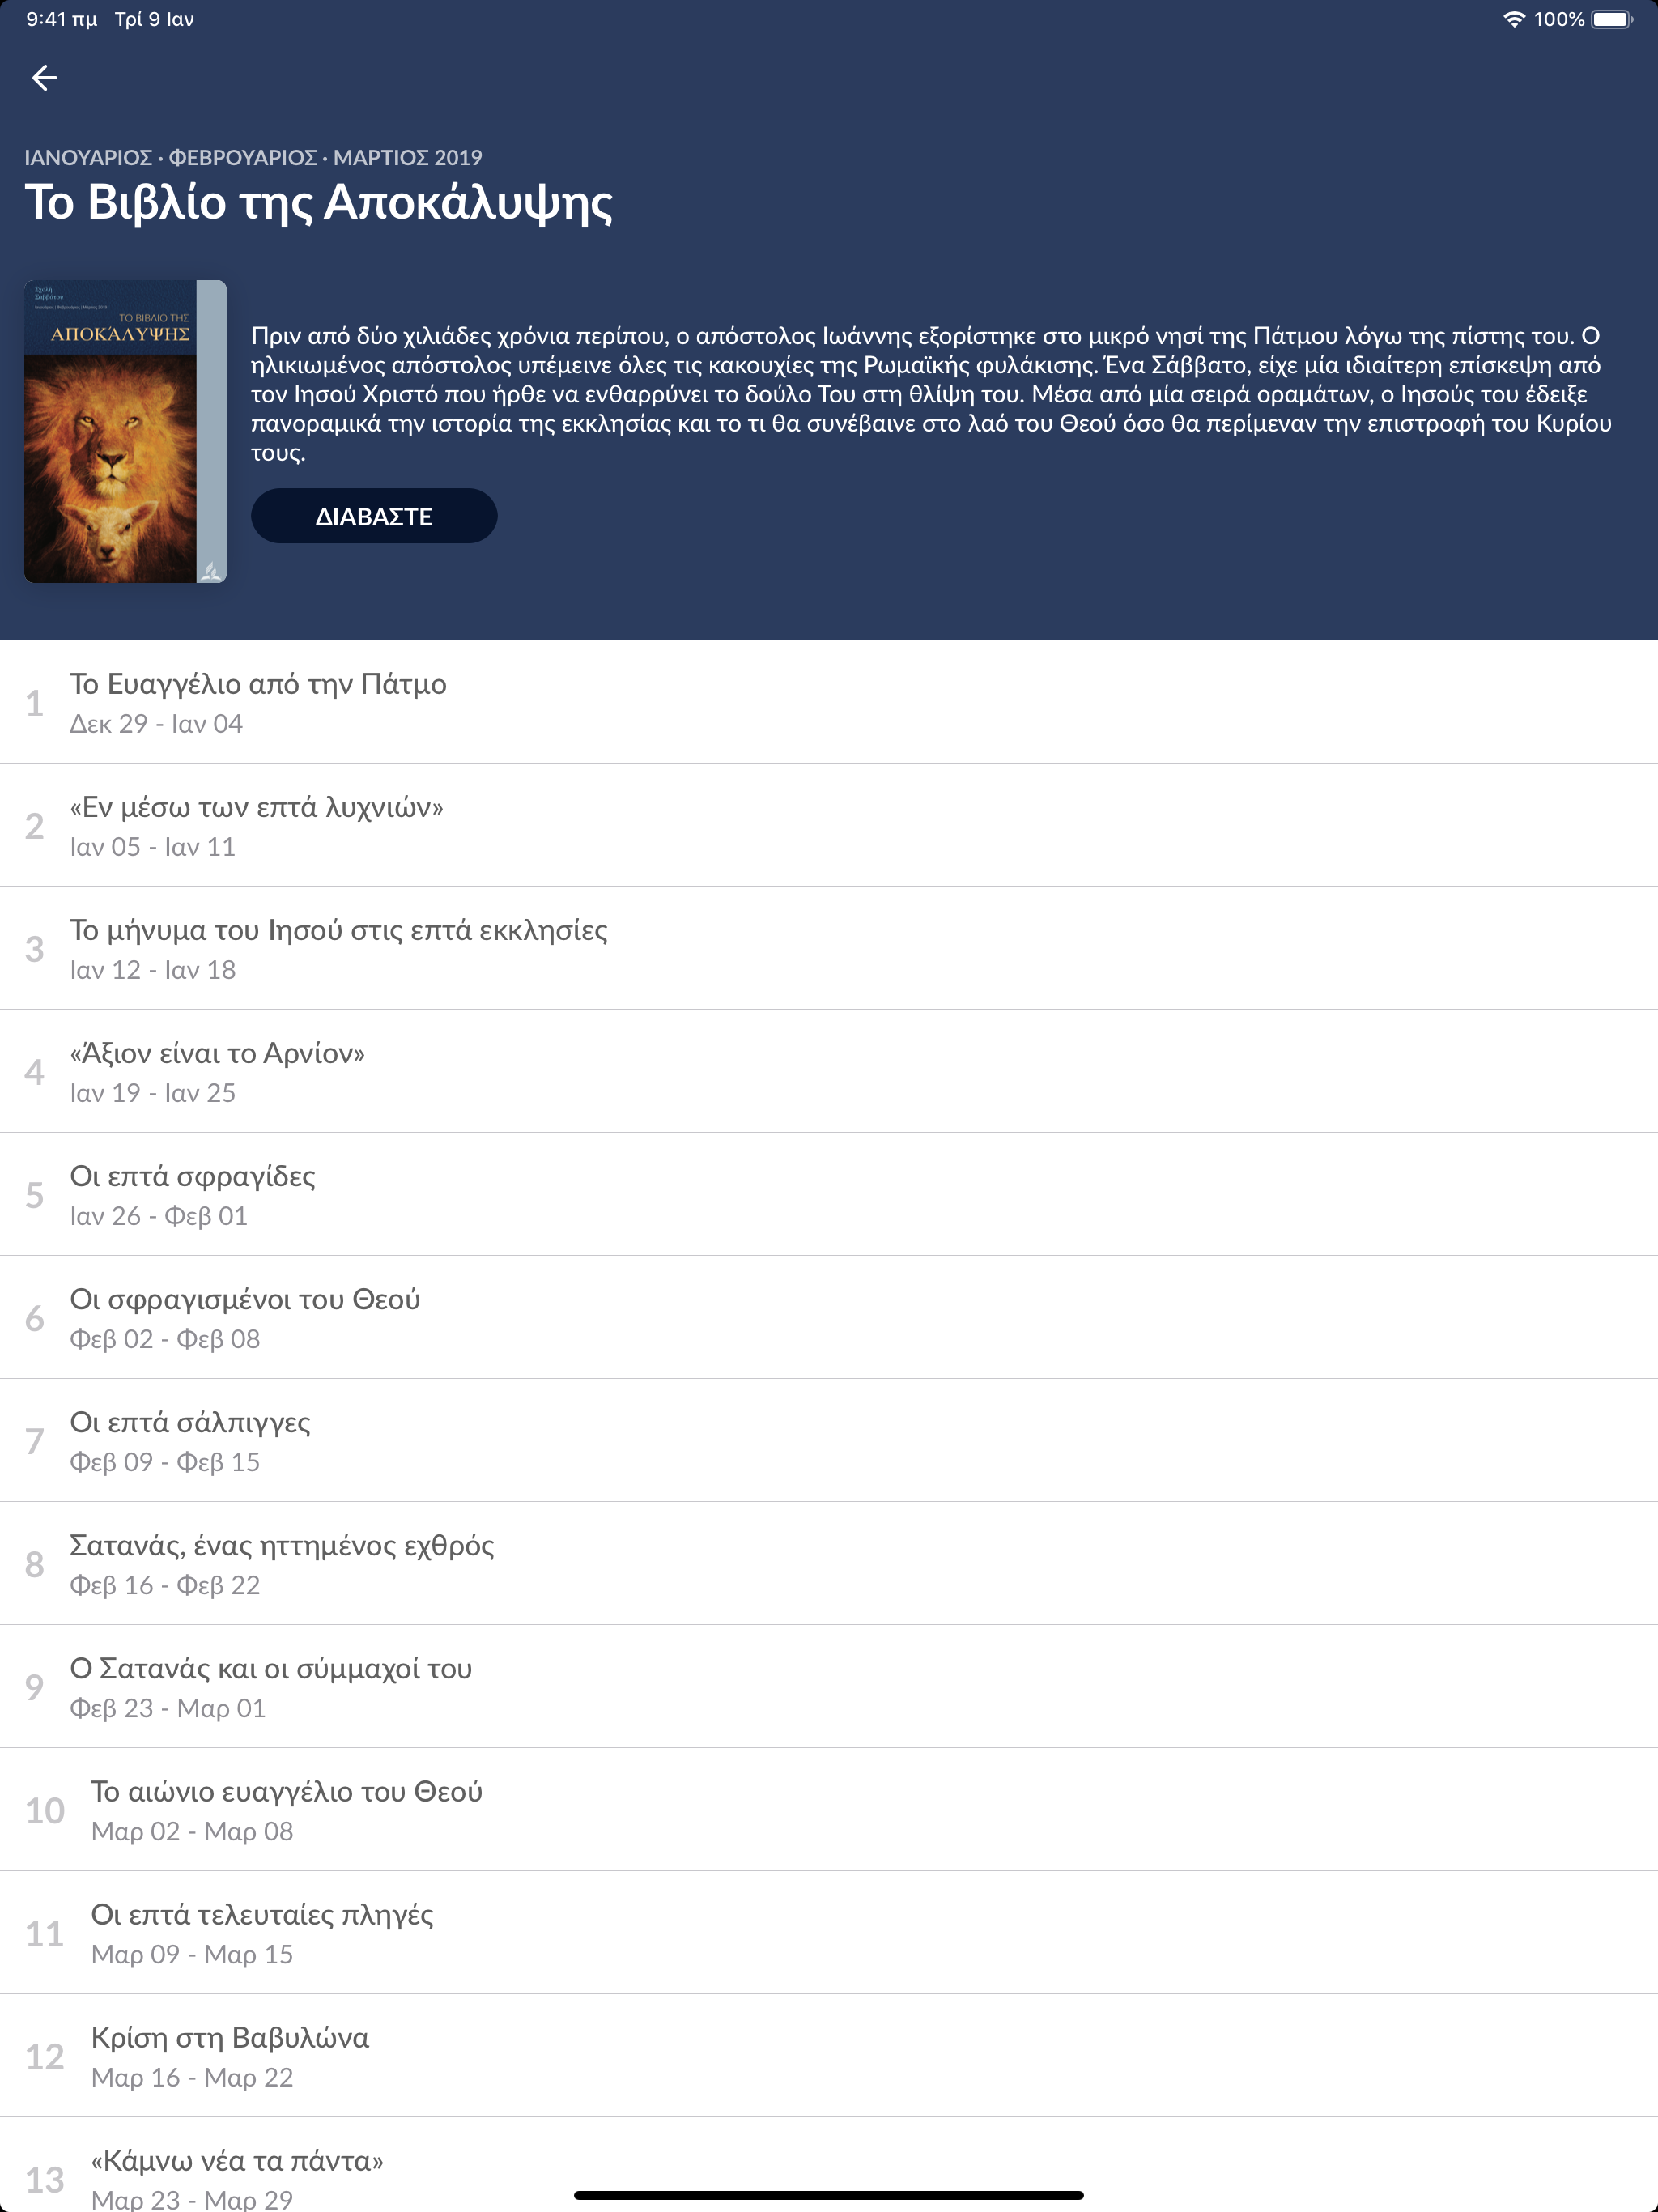 9:41 πμ Τρί 9 Ιαν
100%
ΙΑΝΟΥΑΡΙΟΣ · ΦΕΒΡΟΥΑΡΙΟΣ · ΜΑΡΤΙΟΣ 2019
Το Βιβλίο της Αποκάλυψης
Σχολή
Σαββάτου
Ιανουάριος | Φεβρουάριος | Μάρτιος 2019
ΤΟ ΒΙΒΛΙΟ ΤΗΣ
ΑΠΟΚΑΛΥΨΗΣ
Πριν από δύο χιλιάδες χρόνια περίπου, ο απόστολος Ιωάννης εξορίστηκε στο μικρό νησί της Πάτμου λόγω της πίστης του. Ο
ηλικιωμένος απόστολος υπέμεινε όλες τις κακουχίες της Ρωμαϊκής φυλάκισης. Ένα Σάββατο, είχε μία ιδιαίτερη επίσκεψη από
τον Ιησού Χριστό που ήρθε να ενθαρρύνει το δούλο Του στη θλίψη του. Μέσα από μία σειρά οραμάτων, ο Ιησούς του έδειξε
πανοραμικά την ιστορία της εκκλησίας και το τι θα συνέβαινε στο λαό του Θεού όσο θα περίμεναν την επιστροφή του Κυρίου
τους.
ΔΙΑΒΑΣΤΕ
1
Το Ευαγγέλιο από την Πάτμο
Δεκ 29 - Ιαν 04
2
«Εν μέσω των επτά λυχνιών»
Ιαν 05 - Ιαν 11
3
Το μήνυμα του Ιησού στις επτά εκκλησίες
Ιαν 12 - Ιαν 18
4
«Άξιον είναι το Αρνίον»
Ιαν 19 - Ιαν 25
5
Οι επτά σφραγίδες
Ιαν 26 - Φεβ 01
6
Οι σφραγισμένοι του Θεού
Φεβ 02 - Φεβ 08
7
Οι επτά σάλπιγγες
Φεβ 09 - Φεβ 15
8
Σατανάς, ένας ηττημένος εχθρός
Φεβ 16 - Φεβ 22
9
Ο Σατανάς και οι σύμμαχοί του
Φεβ 23 - Μαρ 01
10
Το αιώνιο ευαγγέλιο του Θεού
Μαρ 02 - Μαρ 08
11
Οι επτά τελευταίες πληγές
Μαρ 09 - Μαρ 15
12
Κρίση στη Βαβυλώνα
Μαρ 16 - Μαρ 22
13
«Κάμνω νέα τα πάντα»
Μαρ 23 - Μαρ 29